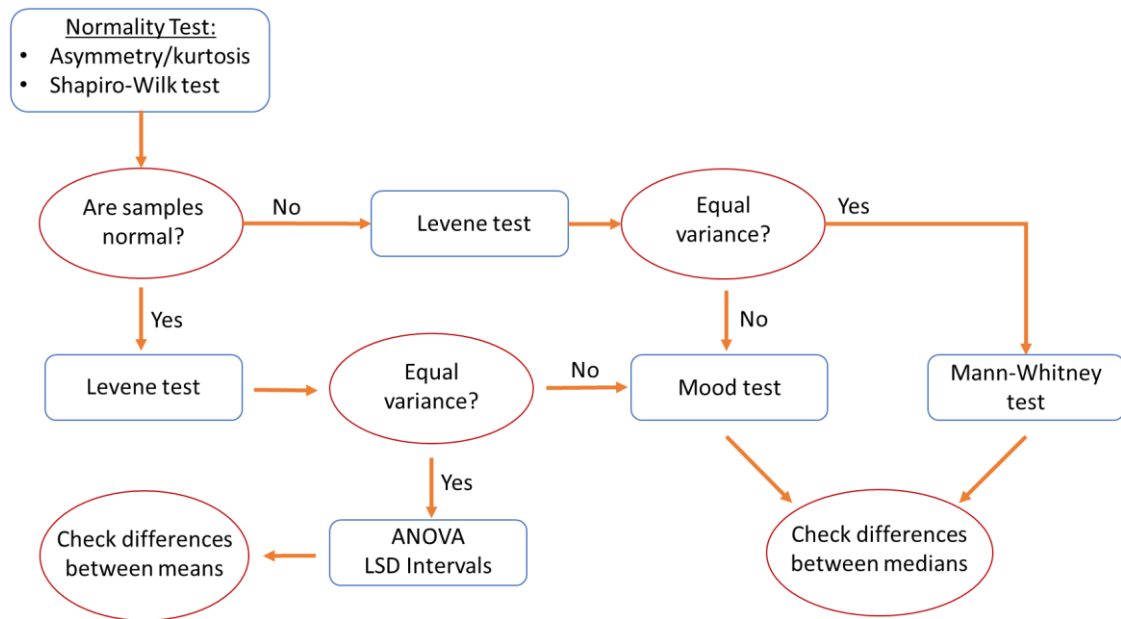 Normality Test:
• Asymmetry/kurtosis
• Shapiro-Wilk test
Are samples
normal?
No
Levene test
Equal
variance?
Yes
Yes
No
Levene test
Equal
variance?
No
Mood test
Mann-Whitney
test
Yes
Check differences
between means
ANOVA
LSD Intervals
Check differences
between medians